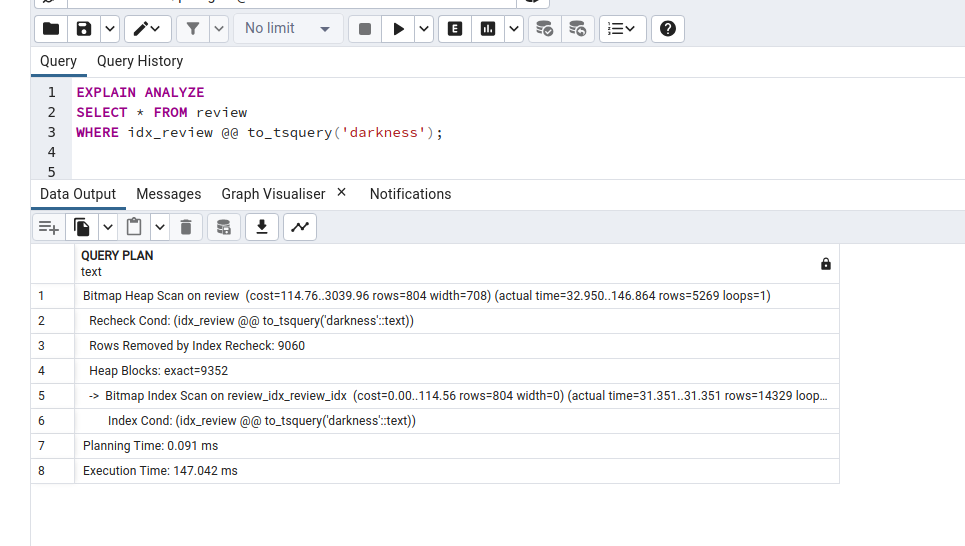 No limit
E
Query Query History
1 EXPLAIN ANALYZE
2 SELECT * FROM review
3 WHERE idx_review @@ to_tsquery('darkness');
4
5
Data Output Messages Graph Visualiser × Notifications
QUERY PLAN
text
1 Bitmap Heap Scan on review (cost=114.76..3039.96 rows=804 width=708) (actual time=32.950..146.864 rows=5269 loops=1)
2 Recheck Cond: (idx_review @@ to_tsquery('darkness'::text))
3 Rows Removed by Index Recheck: 9060
4 Heap Blocks: exact=9352
5 -> Bitmap Index Scan on review_idx_review_idx (cost=0.00..114.56 rows=804 width=0) (actual time=31.351..31.351 rows=14329 loop...
6 Index Cond: (idx_review @@ to_tsquery('darkness'::text))
7 Planning Time: 0.091 ms
8 Execution Time: 147.042 ms